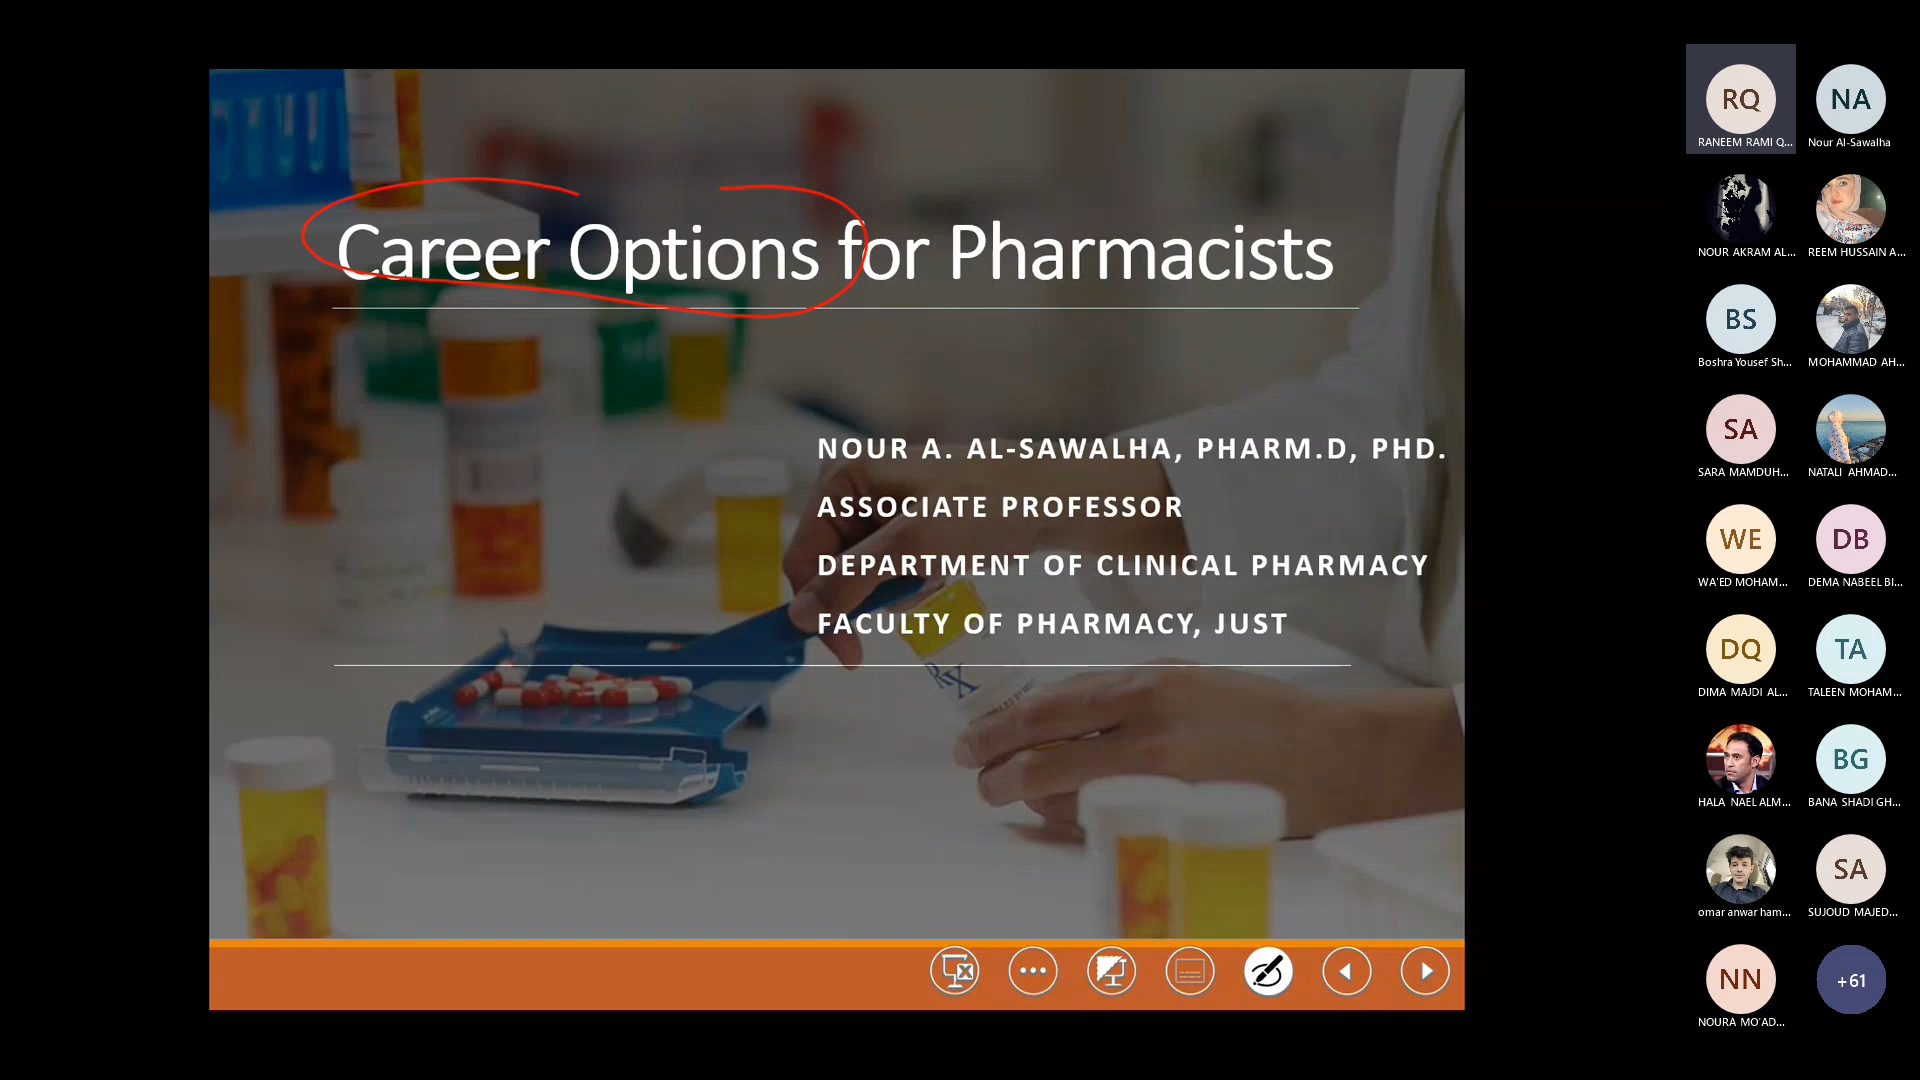 Career Options for Pharmacists
NOUR A. AL-SAWALHA, PHARM.D, PHD.
ASSOCIATE PROFESSOR
DEPARTMENT OF CLINICAL PHARMACY
FACULTY OF PHARMACY, JUST
RX
RQ
RANEEM RAMI Q...
NA
Nour Al-Sawalha
NOUR AKRAM AL...
REEM HUSSAIN A...
BS
Boshra Yousef Sh...
MOHAMMAD AH...
SA
SARA MAMDUH...
NATALI AHMAD...
WE
WA'ED MOHAM...
DB
DEMA NABEEL BI...
DQ
DIMA MAJDI AL...
TA
TALEEN MOHAM...
HALA NAEL ALM...
BG
BANA SHADI GH...
omar anwar ham...
SA
SUJOUD MAJED...
NN
NOURA MO'AD...
+61